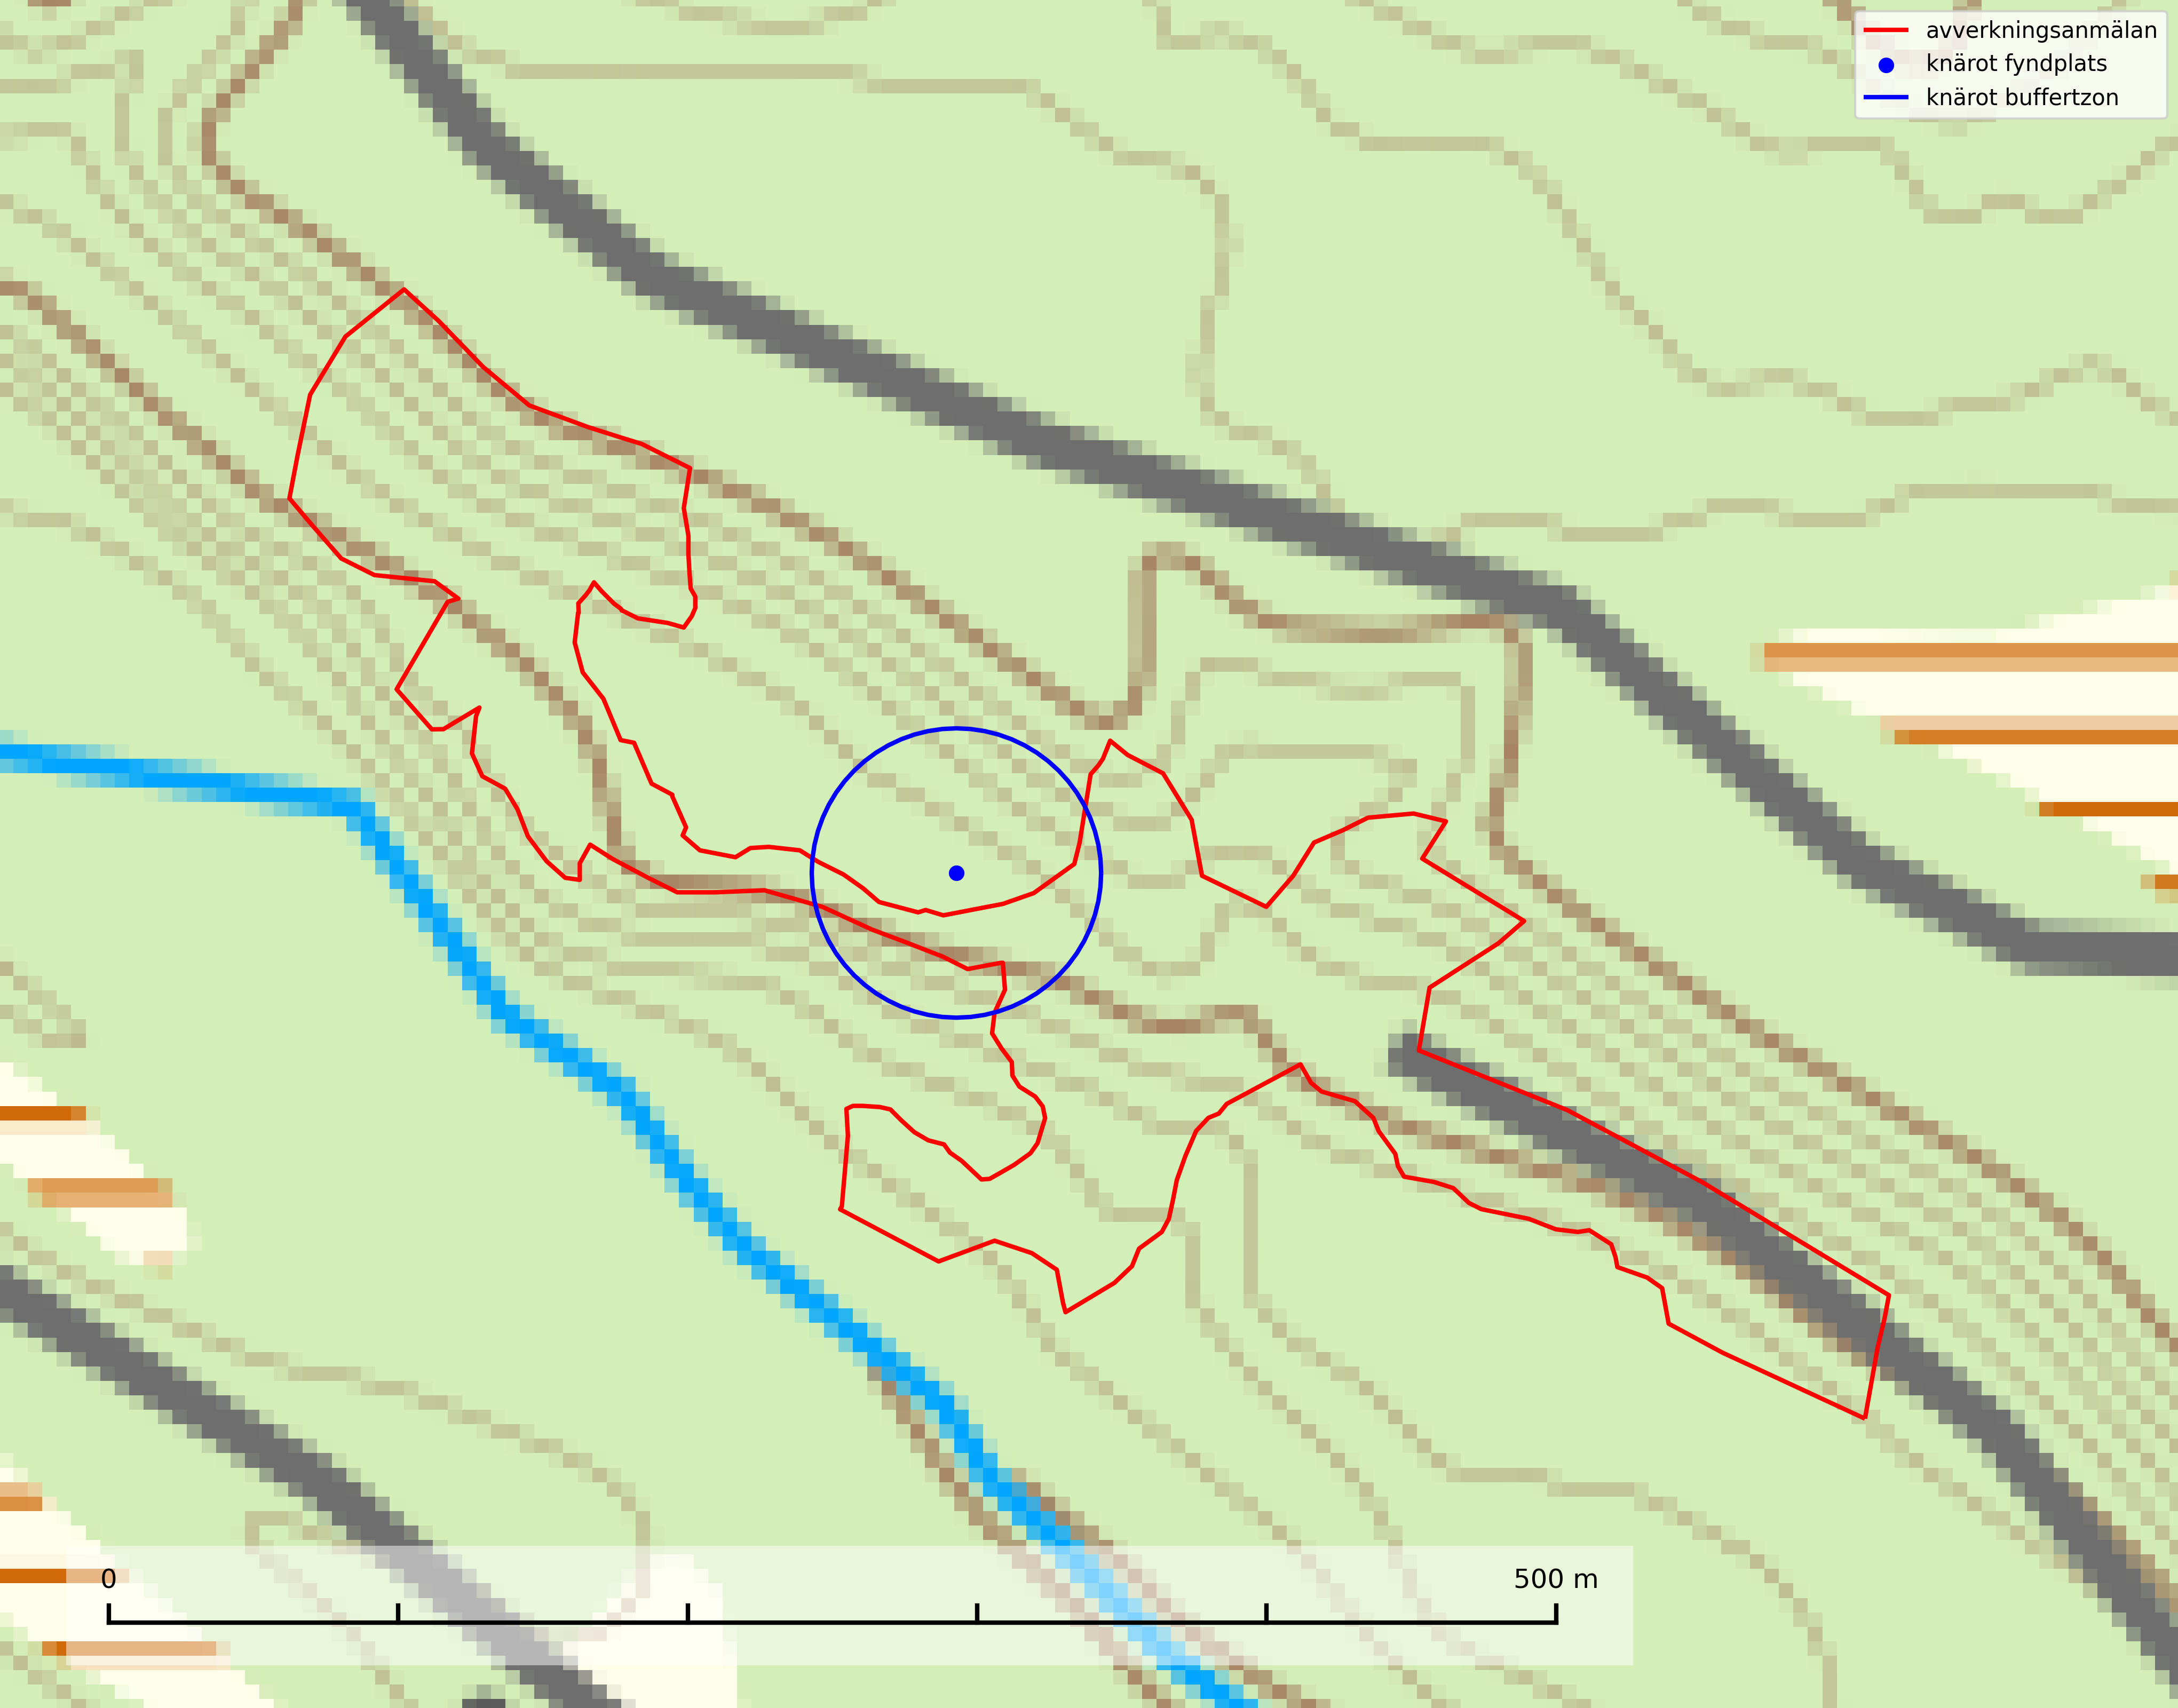 avverkningsanmälan
knärot fyndplats
knärot buffertzon
0 500 m